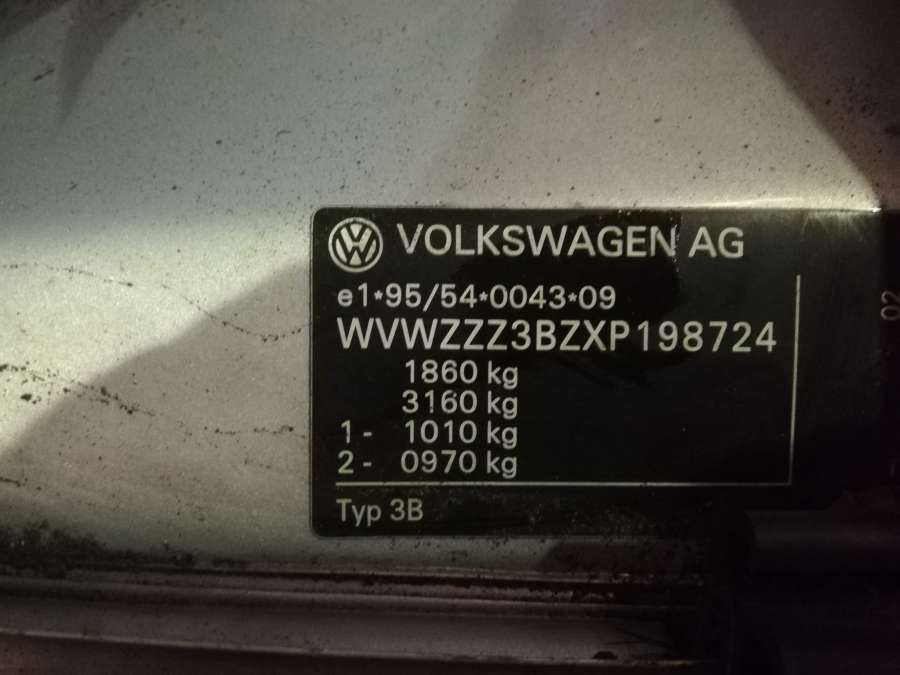 VOLKSWAGEN AG
e1*95/54*0043*09
WVWZZZ3BZXP198724
1860 kg
3160 kg
1- 1010 kg
2- 0970 kg
Typ 3B
02